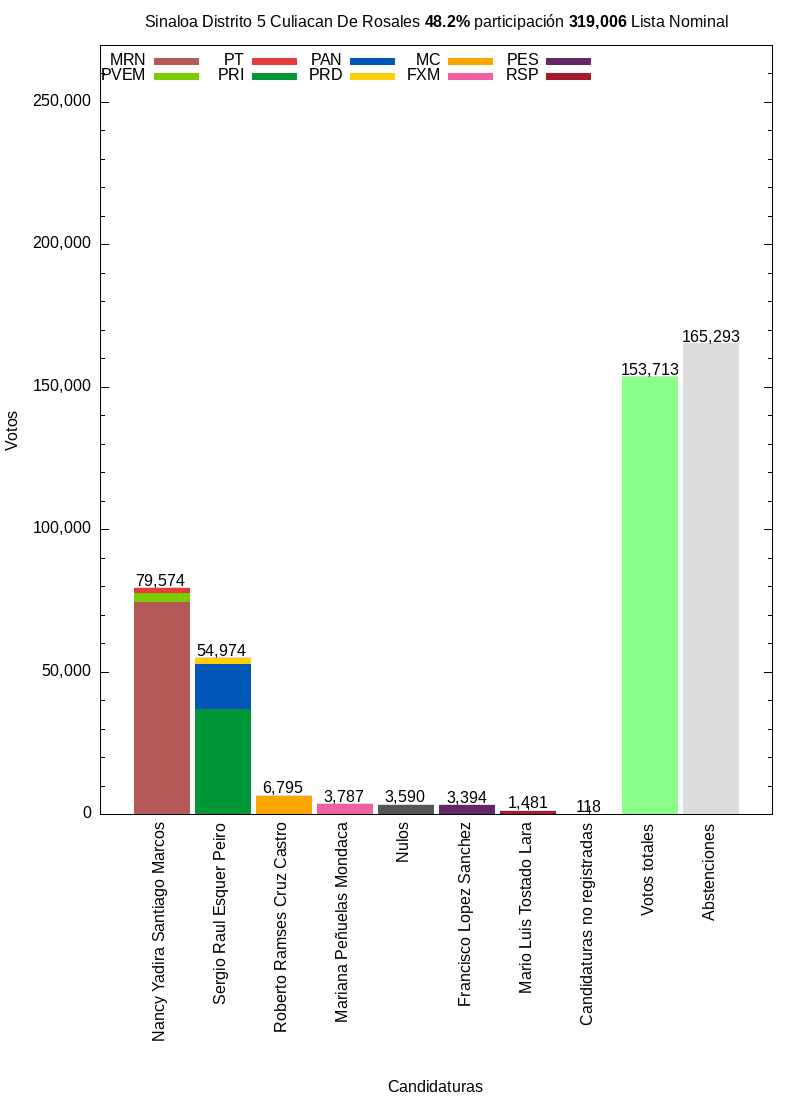 Sinaloa Distrito 5 Culiacan De Rosales 48.2% participación 319,006 Lista Nominal
MRN PT PAN MC PES
PVEM PRI PRD FXM RSP
250,000
200,000
150,000
100,000
50,000
0
Votos
79,574
54,974
6,795
3,787
3,590
3,394
1,481
118
153,713
165,293
Nancy Yadira Santiago Marcos
Sergio Raul Esquer Peiro
Roberto Ramses Cruz Castro
Mariana Peñuelas Mondaca
Nulos
Francisco Lopez Sanchez
Mario Luis Tostado Lara
Candidaturas no registradas
Votos totales
Abstenciones
Candidaturas